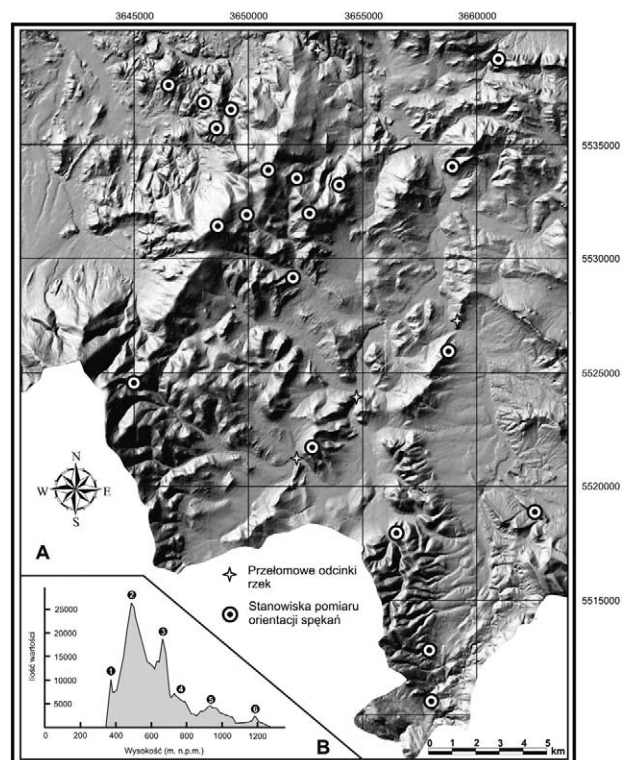 3645000 3650000 3655000 3660000
5535000
5530000
5525000
5520000
5515000
N
W E
S
A
Przełomowe odcinki
rzek
Stanowiska pomiaru
orientacji spękań
Ilość wartości
25000
20000
15000
10000
5000
1
2
3
4
5
6
400 600 800 1000 1200
Wysokość (m. n.p.m.)
B
0 1 2 3 4 5
km